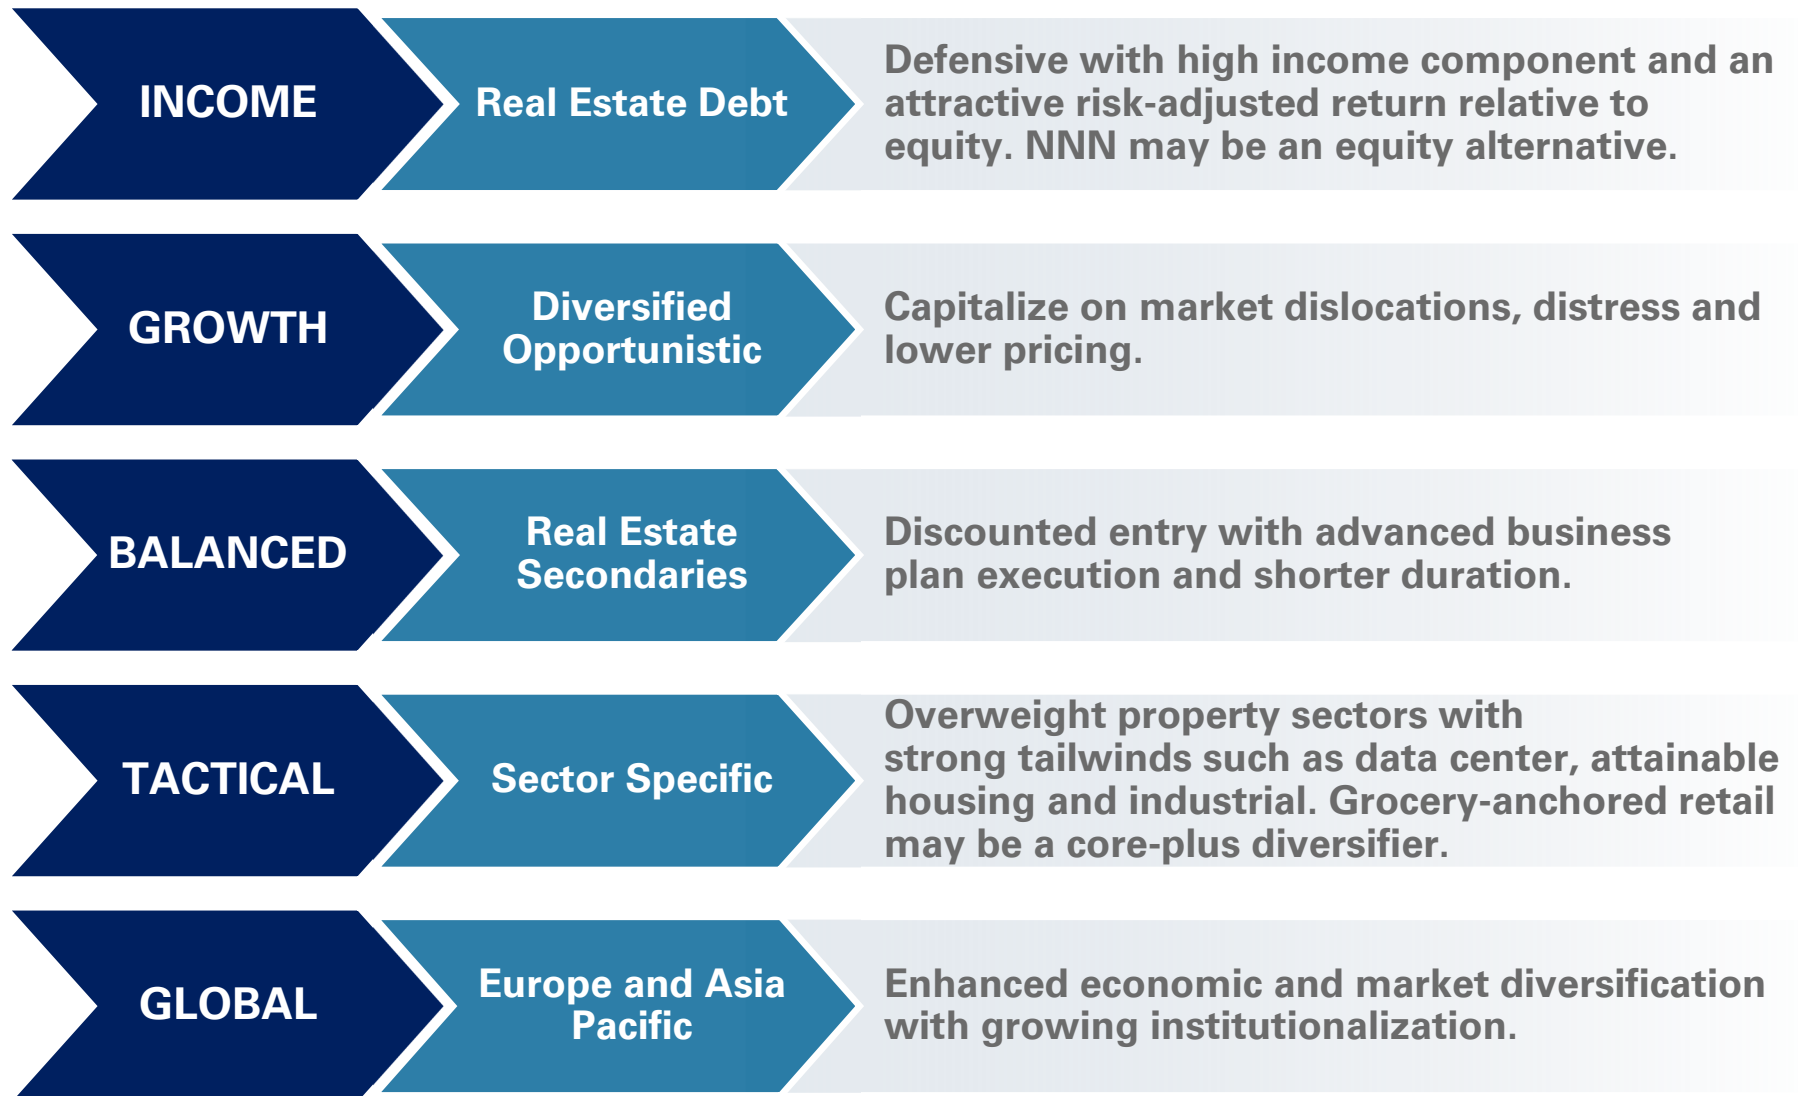 INCOME
Real Estate Debt
Defensive with high income component and an
attractive risk-adjusted return relative to
equity. NNN may be an equity alternative.
GROWTH
Diversified
Opportunistic
Capitalize on market dislocations, distress and
lower pricing.
BALANCED
Real Estate
Secondaries
Discounted entry with advanced business
plan execution and shorter duration.
TACTICAL
Sector Specific
Overweight property sectors with
strong tailwinds such as data center, attainable
housing and industrial. Grocery-anchored retail
may be a core-plus diversifier.
GLOBAL
Europe and Asia
Pacific
Enhanced economic and market diversification
with growing institutionalization.